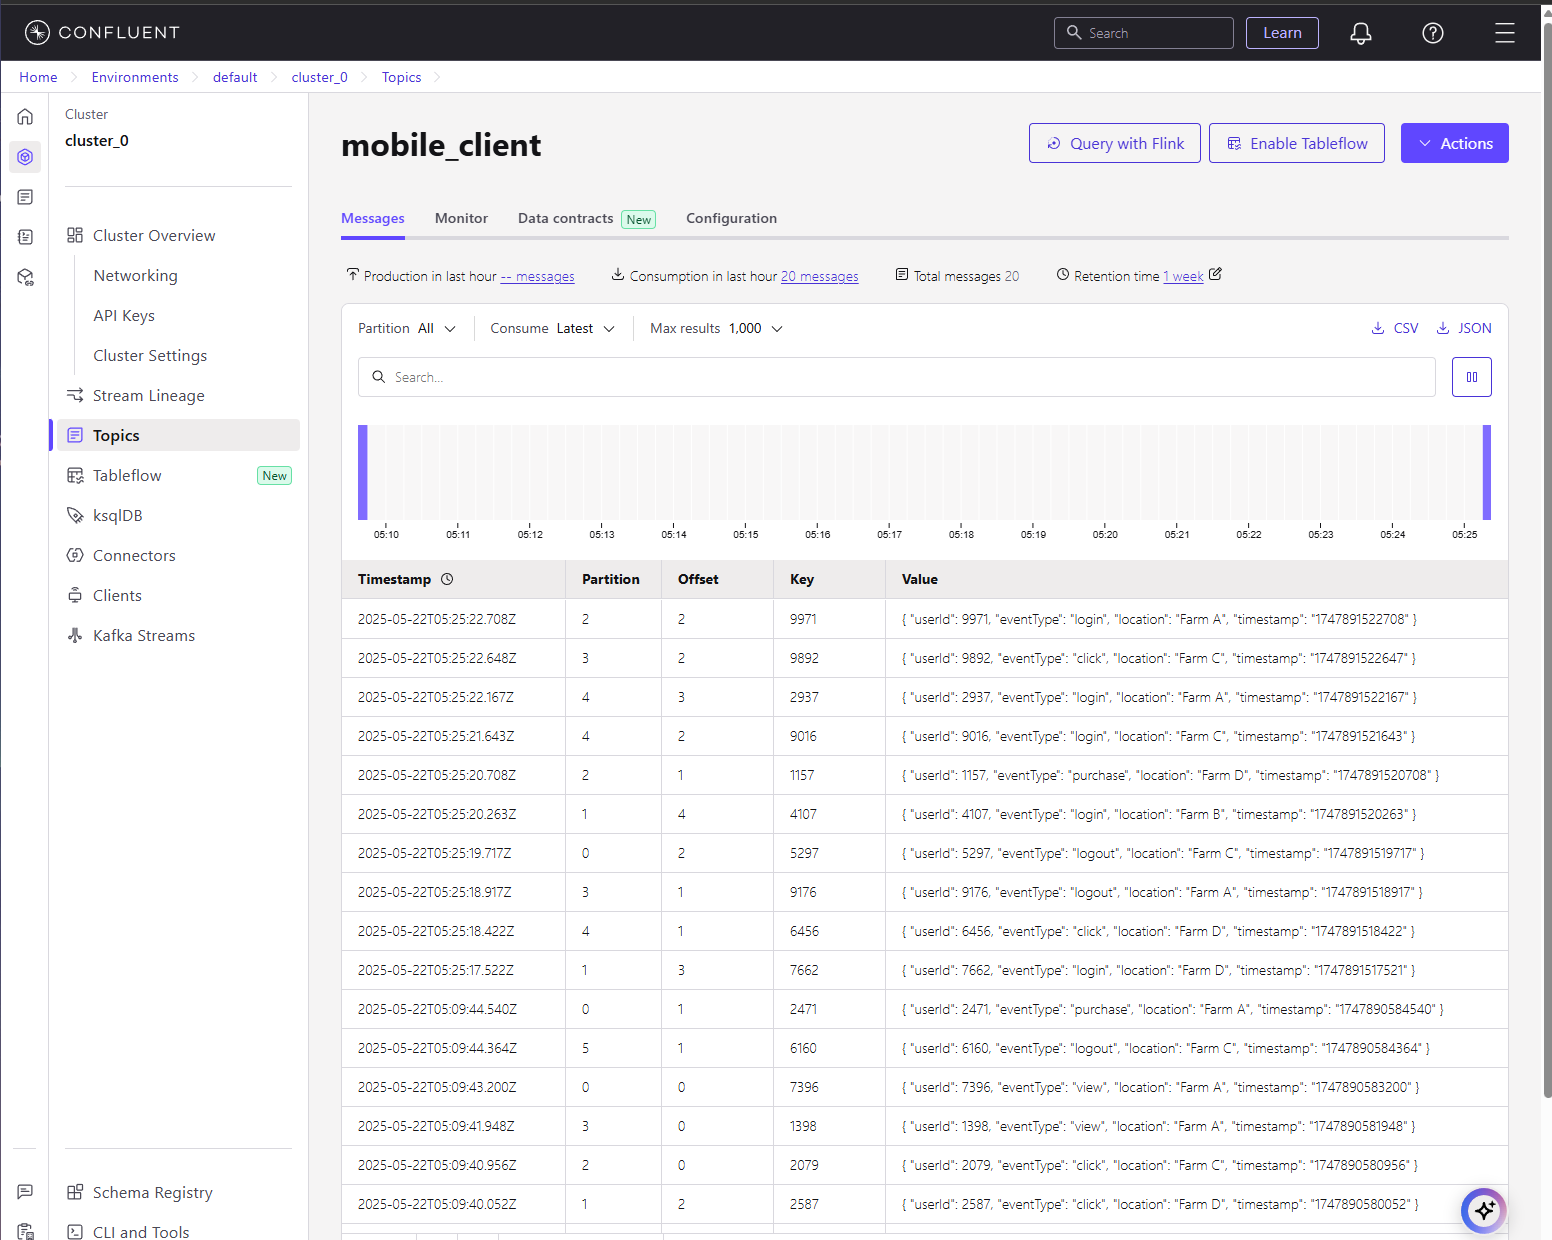 CONFLUENT
Search
Learn
Home
Environments
default
cluster_0
Topics
Cluster
cluster_0
Cluster Overview
Networking
API Keys
Cluster Settings
Stream Lineage
Topics
Tableflow New
ksqlDB
Connectors
Clients
Kafka Streams
Schema Registry
CLI and Tools
mobile_client
Query with Flink
Enable Tableflow
Actions
Messages
Monitor
Data contracts New
Configuration
Production in last hour -- messages
Consumption in last hour 20 messages
Total messages 20
Retention time 1 week
Partition All
Consume Latest
Max results 1,000
CSV
JSON
Search...
05:10 05:11 05:12 05:13 05:14 05:15 05:16 05:17 05:18 05:19 05:20 05:21 05:22 05:23 05:24 05:25
Timestamp Partition Offset Key Value
2025-05-22T05:25:22.708Z 2 2 9971 { "userId": 9971, "eventType": "login", "location": "Farm A", "timestamp": "1747891522708" }
2025-05-22T05:25:22.648Z 3 2 9892 { "userId": 9892, "eventType": "click", "location": "Farm C", "timestamp": "1747891522647" }
2025-05-22T05:25:22.167Z 4 3 2937 { "userId": 2937, "eventType": "login", "location": "Farm A", "timestamp": "1747891522167" }
2025-05-22T05:25:21.643Z 4 2 9016 { "userId": 9016, "eventType": "login", "location": "Farm C", "timestamp": "1747891521643" }
2025-05-22T05:25:20.708Z 2 1 1157 { "userId": 1157, "eventType": "purchase", "location": "Farm D", "timestamp": "1747891520708" }
2025-05-22T05:25:20.263Z 1 4 4107 { "userId": 4107, "eventType": "login", "location": "Farm B", "timestamp": "1747891520263" }
2025-05-22T05:25:19.717Z 0 2 5297 { "userId": 5297, "eventType": "logout", "location": "Farm C", "timestamp": "1747891519717" }
2025-05-22T05:25:18.917Z 3 1 9176 { "userId": 9176, "eventType": "logout", "location": "Farm A", "timestamp": "1747891518917" }
2025-05-22T05:25:18.422Z 4 1 6456 { "userId": 6456, "eventType": "click", "location": "Farm D", "timestamp": "1747891518422" }
2025-05-22T05:25:17.522Z 1 3 7662 { "userId": 7662, "eventType": "login", "location": "Farm D", "timestamp": "1747891517521" }
2025-05-22T05:09:44.540Z 0 1 2471 { "userId": 2471, "eventType": "purchase", "location": "Farm A", "timestamp": "1747890584540" }
2025-05-22T05:09:44.364Z 5 1 6160 { "userId": 6160, "eventType": "logout", "location": "Farm C", "timestamp": "1747890584364" }
2025-05-22T05:09:43.200Z 0 0 7396 { "userId": 7396, "eventType": "view", "location": "Farm A", "timestamp": "1747890583200" }
2025-05-22T05:09:41.948Z 3 0 1398 { "userId": 1398, "eventType": "view", "location": "Farm A", "timestamp": "1747890581948" }
2025-05-22T05:09:40.956Z 2 0 2079 { "userId": 2079, "eventType": "click", "location": "Farm C", "timestamp": "1747890580956" }
2025-05-22T05:09:40.052Z 1 2 2587 { "userId": 2587, "eventType": "click", "location": "Farm D", "timestamp": "1747890580052" }